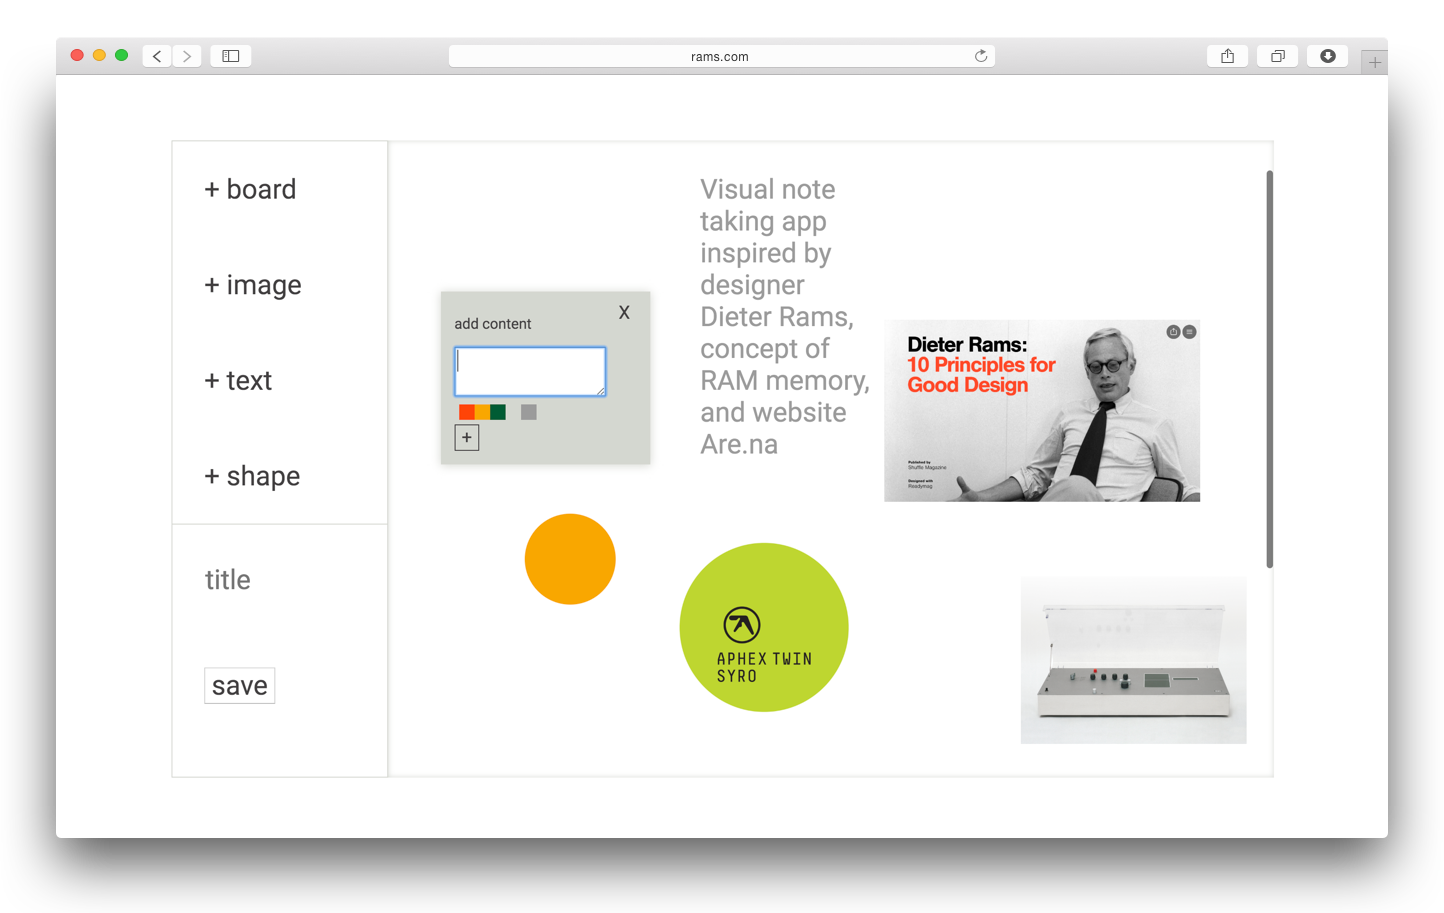 rams.com
+ board
+ image
+ text
+ shape
title
save
X
add content
+
Visual note
taking app
inspired by
designer
Dieter Rams,
concept of
RAM memory,
and website
Are.na
Dieter Rams:
10 Principles for
Good Design
Published by
Shuffle Magazine
Designed with
Readymag
APHEX TWIN
SYRO